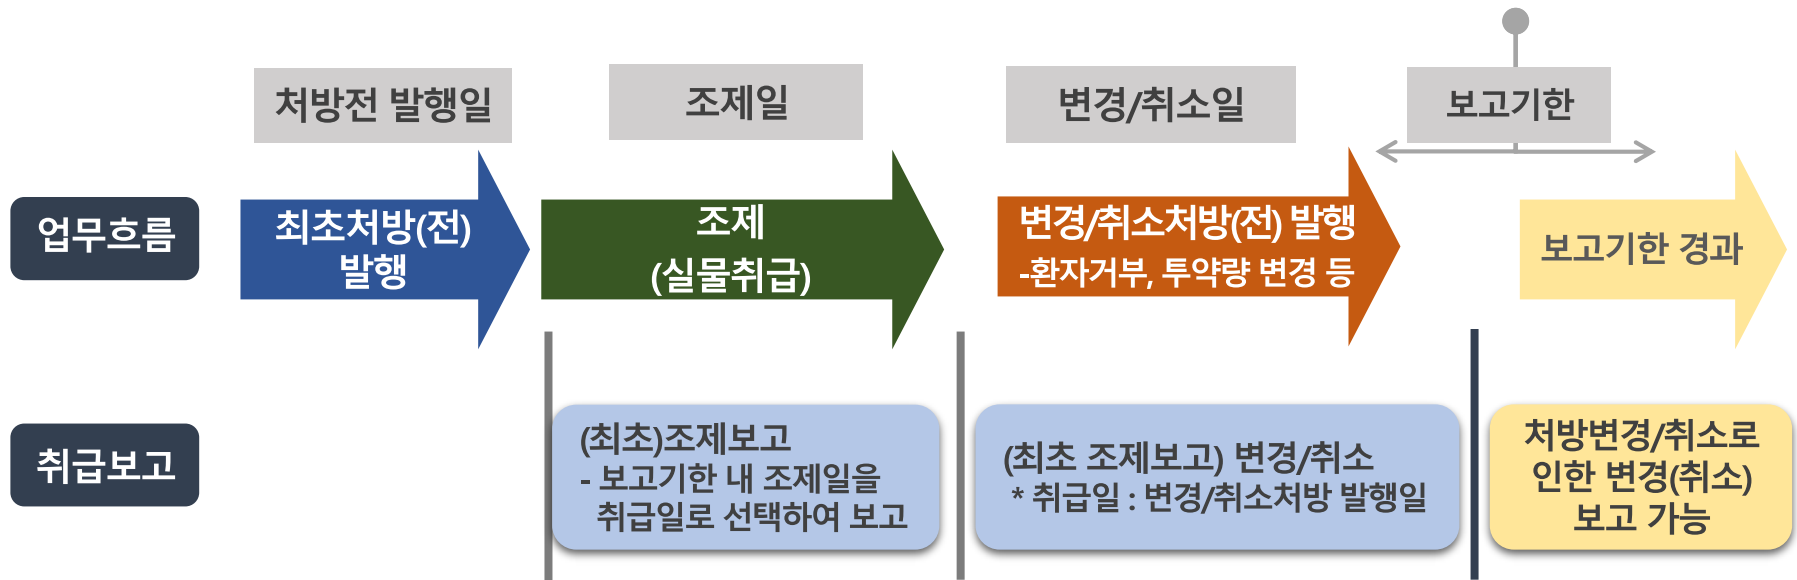 처방전 발행일
조제일
변경/취소일
보고기한
업무흐름
최초처방(전)
발행
조제
(실물취급)
변경/취소처방(전) 발행
-환자거부, 투약량 변경 등
보고기한 경과
취급보고
(최초)조제보고
- 보고기한 내 조제일을
취급일로 선택하여 보고
(최초 조제보고) 변경/취소
* 취급일 : 변경/취소처방 발행일
처방변경/취소로
인한 변경(취소)
보고 가능